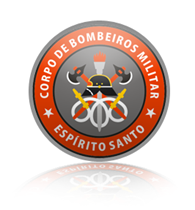 CORPO DE BOMBEIROS MILITAR
ESPÍRITO SANTO